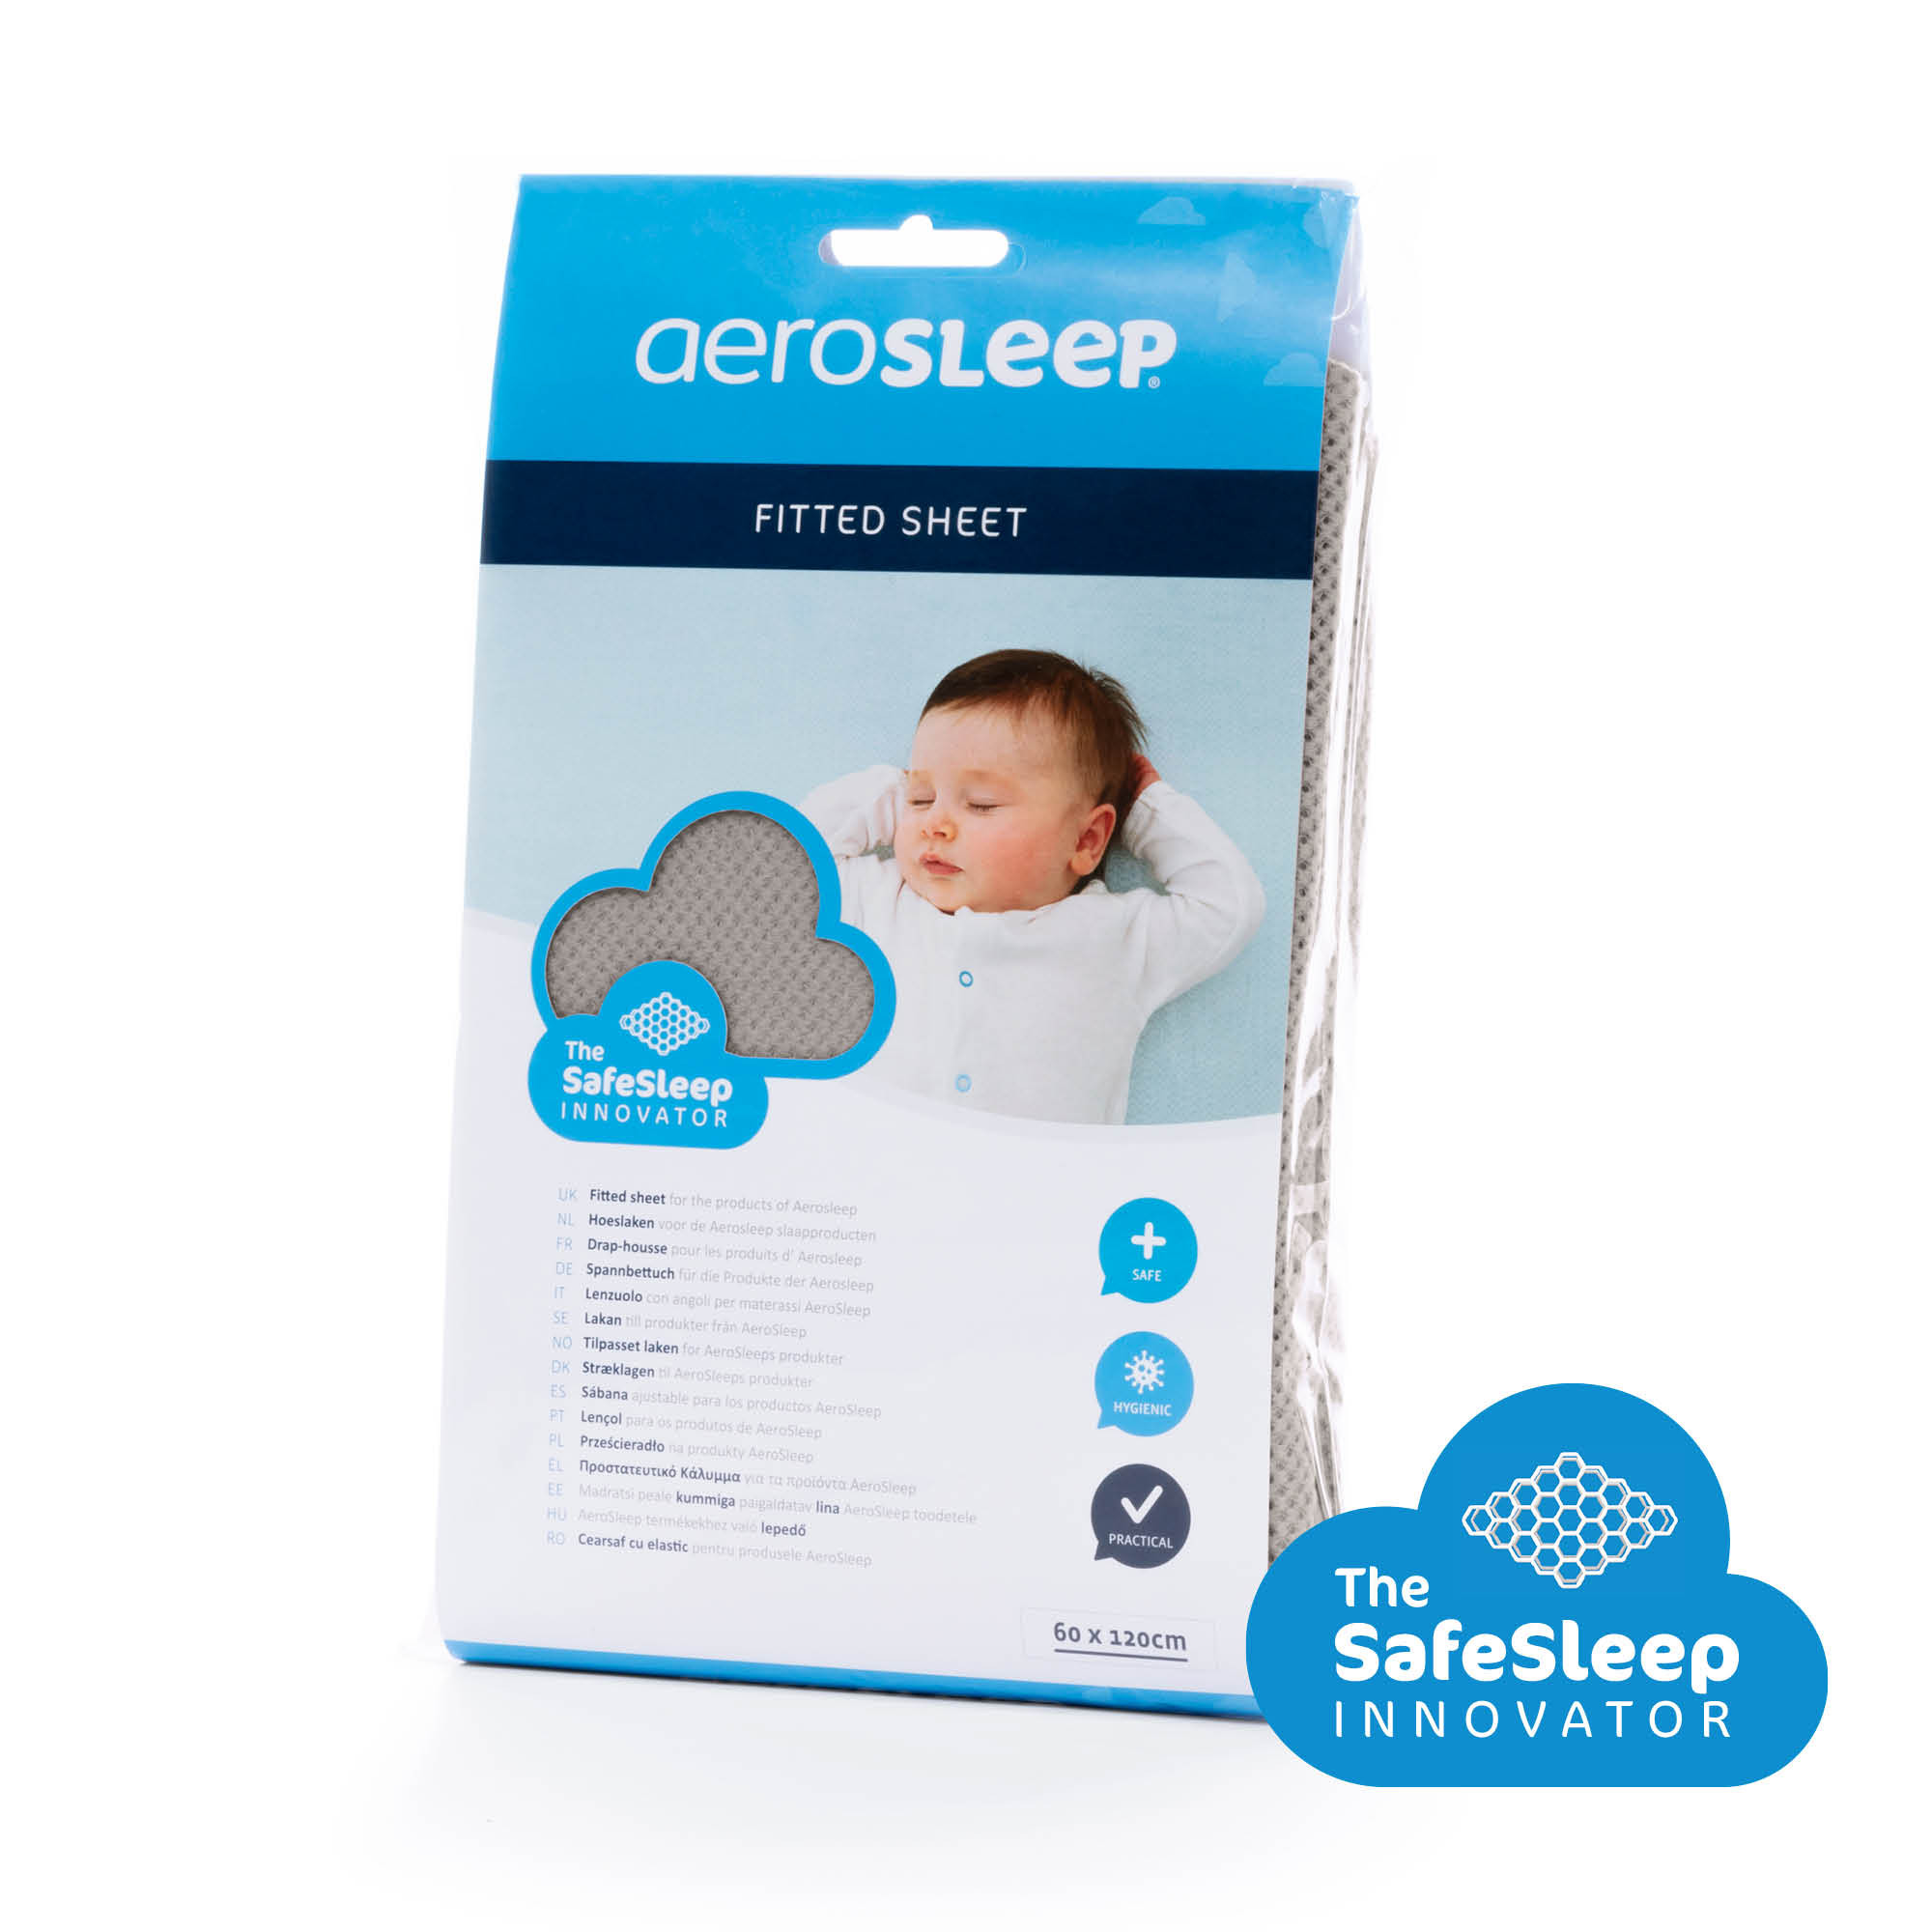 aerosleep®
FITTED SHEET
The
SafeSleep
INNOVATOR
UK Fitted sheet for the products of Aerosleep
NL Hoeslaken voor de Aerosleep slaapproducten
FR Drap-housse pour les produits d' Aerosleep
DE Spannbettuch für die Produkte der Aerosleep
IT Lenzuolo con angoli per materassi AeroSleep
SE Lakan till produkter från AeroSleep
NO Tilpasset laken for AeroSleeps produkter
DK Stræklagen til AeroSleeps produkter
ES Sábana ajustable para los productos AeroSleep
PT Lençol para os produtos de AeroSleep
PL Prześcieradło na produkty AeroSleep
EL Προστατευτικό Κάλυμμα για τα προϊόντα AeroSleep
EE Madratsi peale kummiga paigaldatav lina AeroSleep toodetele
HU AeroSleep termékekhez való lepedő
RO Cearsaf cu elastic pentru produsele AeroSleep
SAFE
HYGIENIC
PRACTICAL
60 x 120cm
The
SafeSleep
INNOVATOR